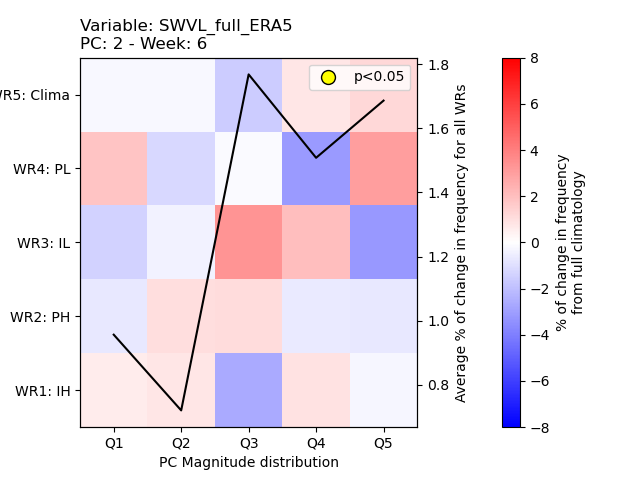 Variable: SWVL_full_ERA5
PC: 2 - Week: 6
WR5: Clima
WR4: PL
WR3: IL
WR2: PH
WR1: IH
p<0.05
Q1 Q2 Q3 Q4 Q5
PC Magnitude distribution
1.8
1.6
1.4
1.2
1.0
0.8
Average % of change in frequency for all WRs
8
6
4
2
0
−2
−4
−6
−8
% of change in frequency
from full climatology